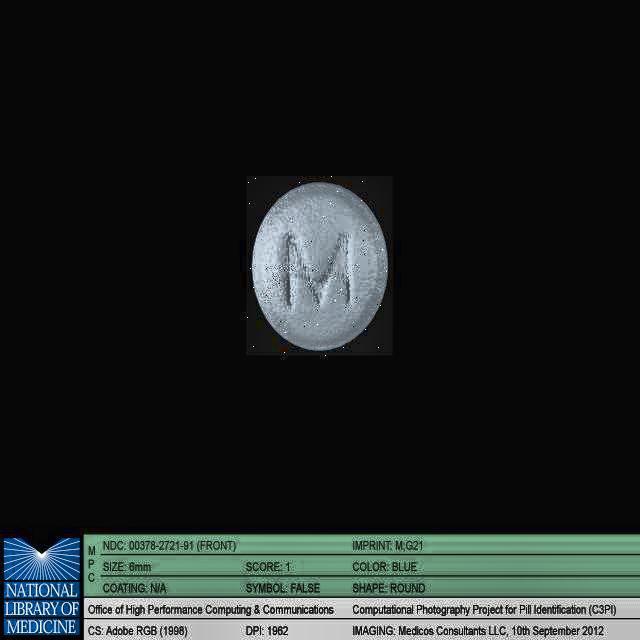 M
NDC: 00378-2721-91 (FRONT) IMPRINT: M;G21
M P C
SIZE: 6mm SCORE: 1 COLOR: BLUE
COATING: N/A SYMBOL: FALSE SHAPE: ROUND
NATIONAL
LIBRARY OF
MEDICINE
Office of High Performance Computing & Communications Computational Photography Project for Pill Identification (C3PI)
CS: Adobe RGB (1998) DPI: 1962 IMAGING: Medicos Consultants LLC, 10th September 2012